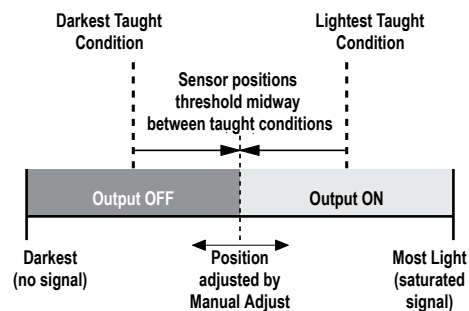 Darkest Taught
Condition
Lightest Taught
Condition
Sensor positions
threshold midway
between taught conditions
Output OFF
Output ON
Darkest
(no signal)
Position
adjusted by
Manual Adjust
Most Light
(saturated
signal)